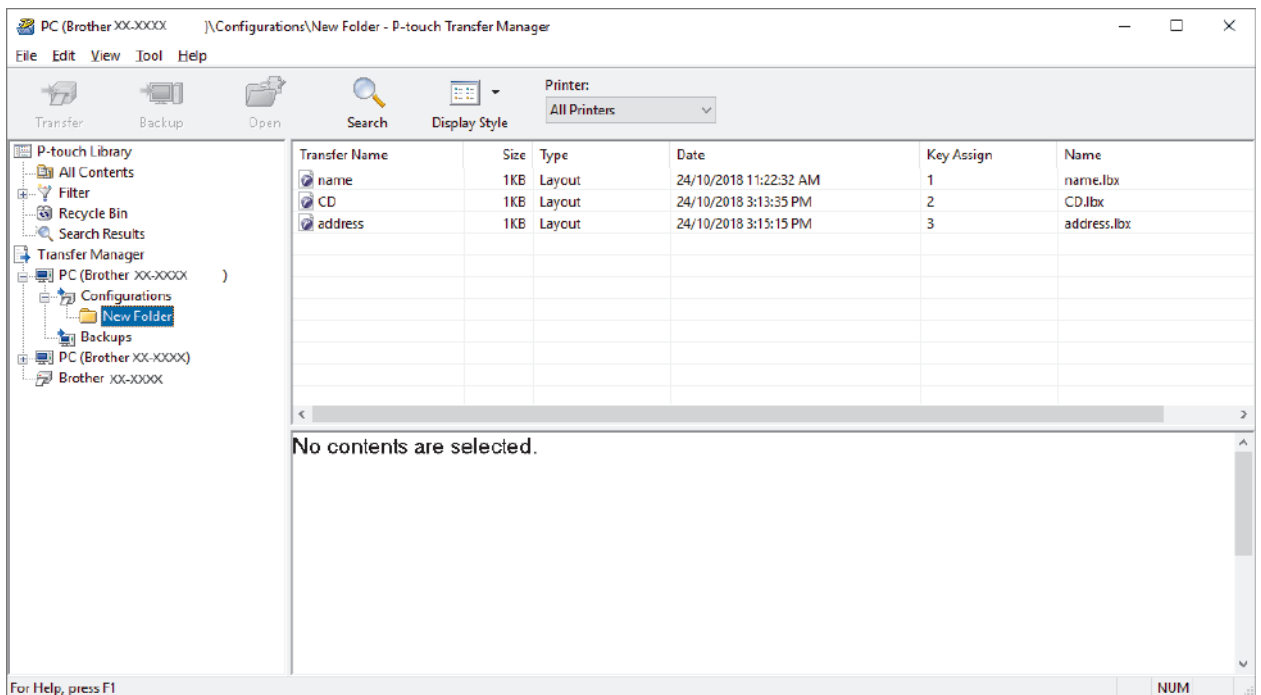 PC (Brother XX-XXXX )\Configurations\New Folder - P-touch Transfer Manager
File Edit View Tool Help
Transfer Backup Open Search Display Style
Printer:
All Printers
P-touch Library
All Contents
Filter
Recycle Bin
Search Results
Transfer Manager
PC (Brother XX-XXXX )
Configurations
New Folder
Backups
PC (Brother XX-XXXX)
Brother XX-XXXX
Transfer Name Size Type Date Key Assign Name
name 1KB Layout 24/10/2018 11:22:32 AM 1 name.lbx
CD 1KB Layout 24/10/2018 3:13:35 PM 2 CD.lbx
address 1KB Layout 24/10/2018 3:15:15 PM 3 address.lbx
No contents are selected.
For Help, press F1 NUM